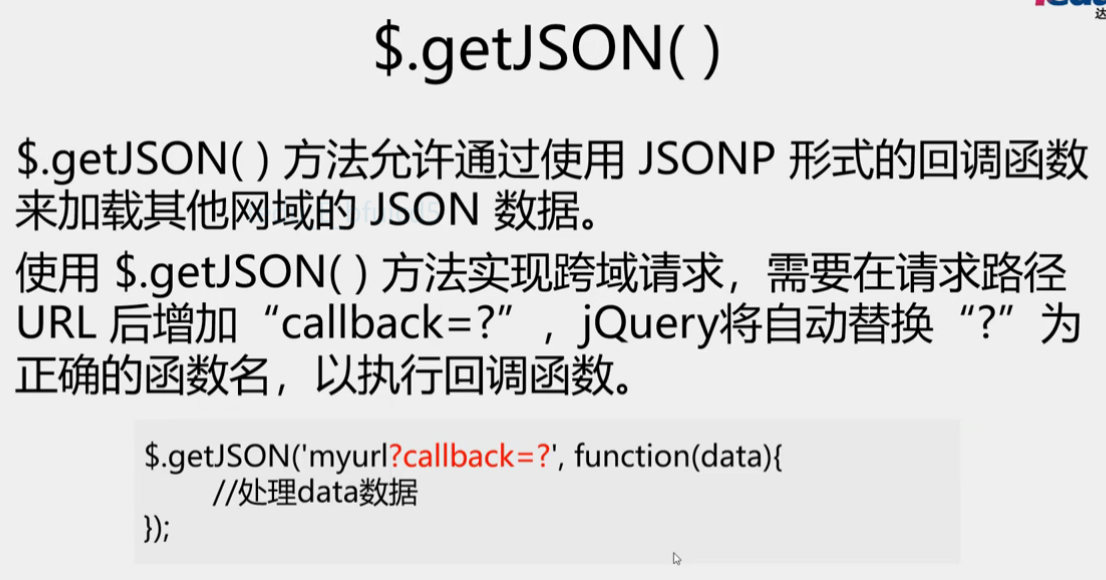 达
$.getJSON( )
$.getJSON( ) 方法允许通过使用 JSONP 形式的回调函数
来加载其他网域的 JSON 数据。
使用 $.getJSON( ) 方法实现跨域请求，需要在请求路径
URL 后增加“callback=?”，jQuery将自动替换“?”为
正确的函数名，以执行回调函数。
$.getJSON('myurl?callback=?', function(data){
//处理data数据
});